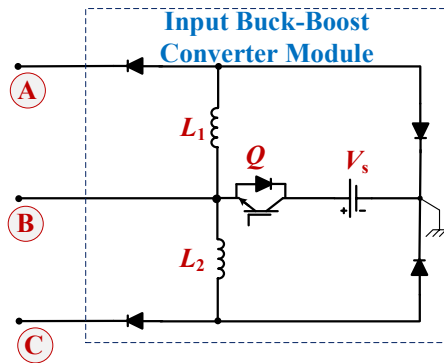 Input Buck-Boost
Converter Module
A
L1
Q
Vs
+ -
B
L2
C